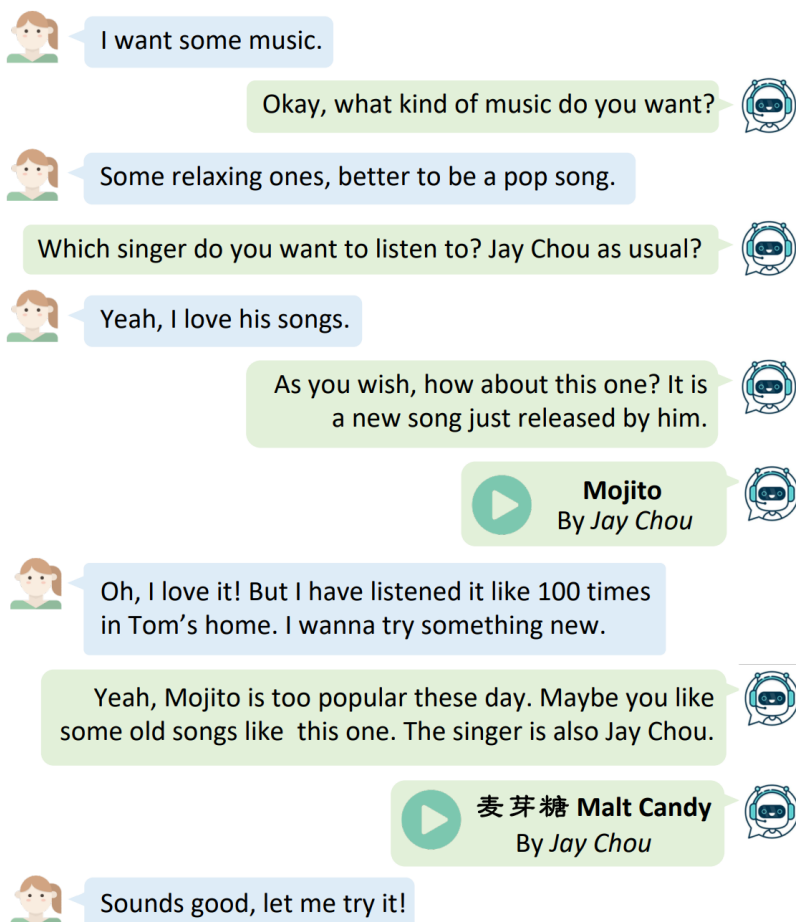 I want some music.
Okay, what kind of music do you want?
Some relaxing ones, better to be a pop song.
Which singer do you want to listen to? Jay Chou as usual?
Yeah, I love his songs.
As you wish, how about this one? It is
a new song just released by him.
Mojito
By Jay Chou
Oh, I love it! But I have listened it like 100 times
in Tom’s home. I wanna try something new.
Yeah, Mojito is too popular these day. Maybe you like
some old songs like this one. The singer is also Jay Chou.
麦芽糖 Malt Candy
By Jay Chou
Sounds good, let me try it!